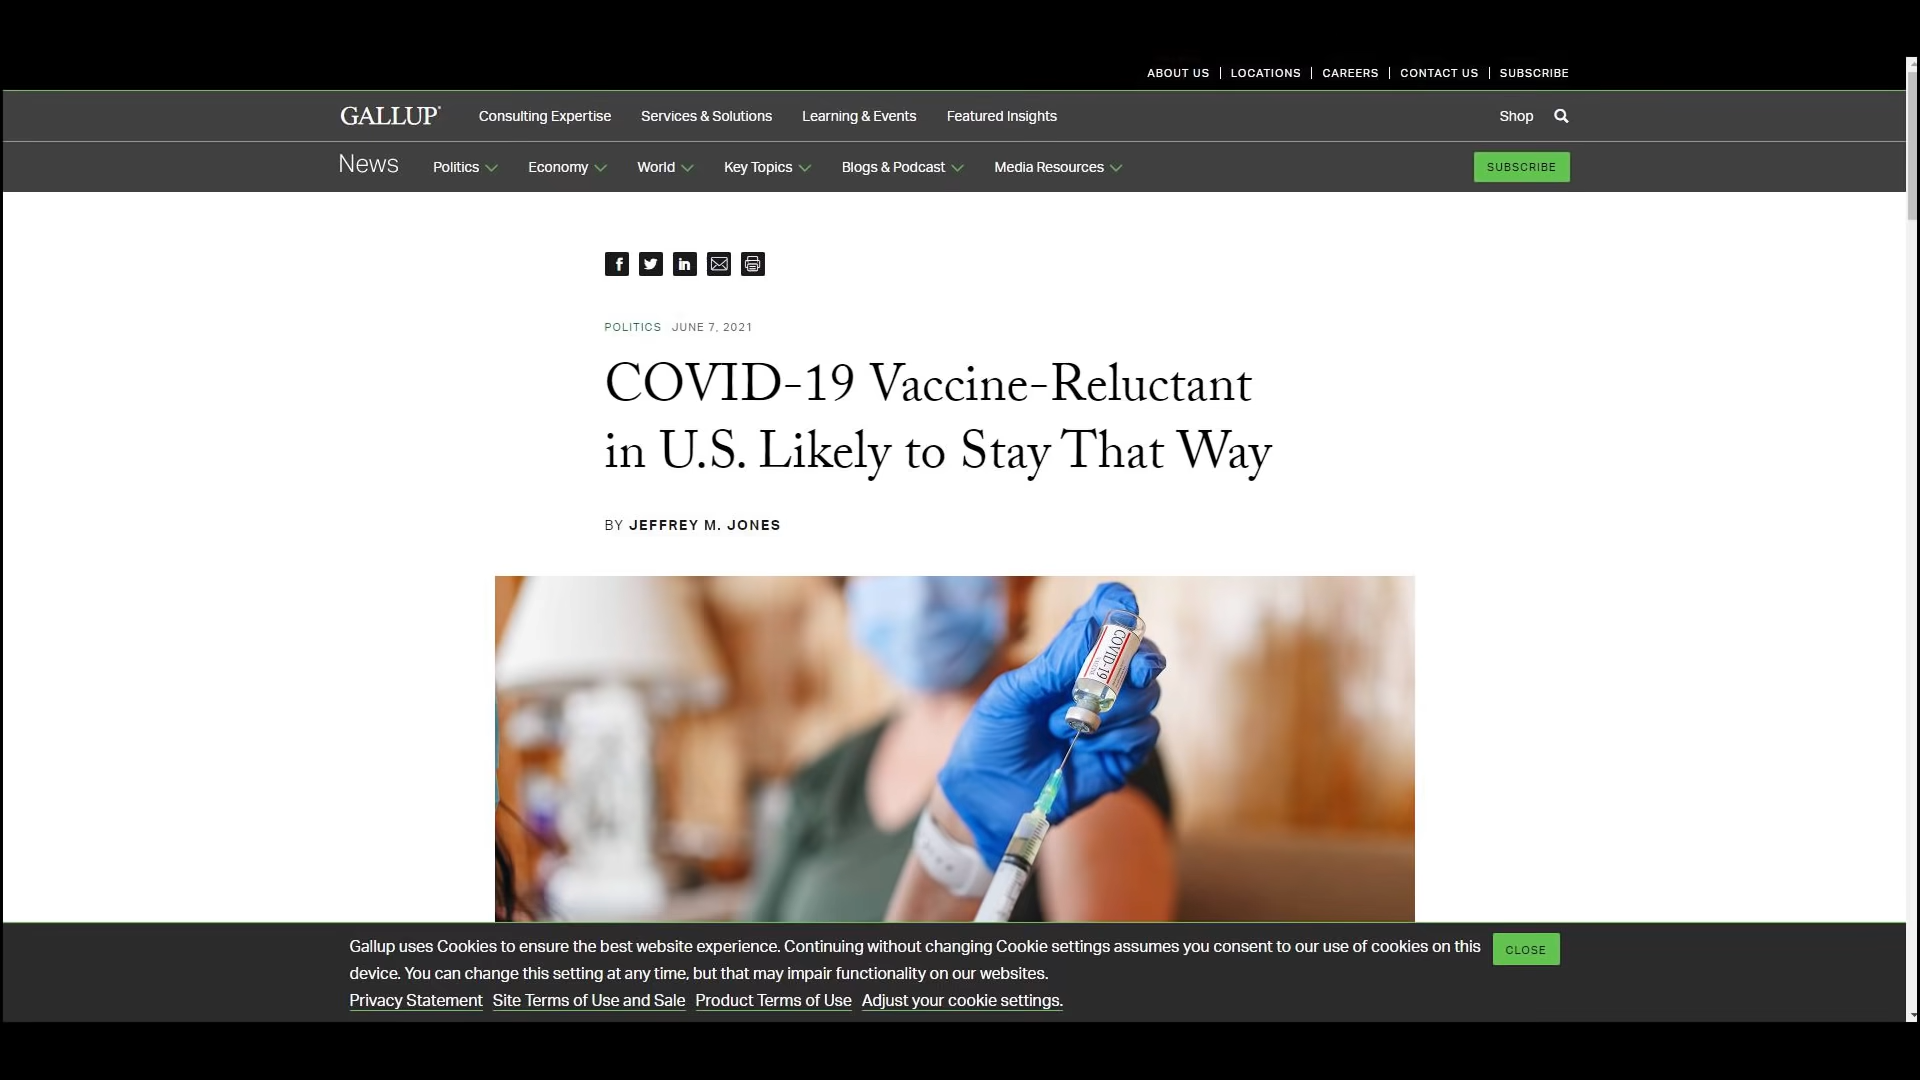 ABOUT US | LOCATIONS | CAREERS | CONTACT US | SUBSCRIBE
GALLUP® Consulting Expertise Services & Solutions Learning & Events Featured Insights Shop
News Politics Economy World Key Topics Blogs & Podcast Media Resources SUBSCRIBE
POLITICS JUNE 7, 2021
COVID-19 Vaccine-Reluctant
in U.S. Likely to Stay That Way
BY JEFFREY M. JONES
COVID-19
Gallup uses Cookies to ensure the best website experience. Continuing without changing Cookie settings assumes you consent to our use of cookies on this
device. You can change this setting at any time, but that may impair functionality on our websites.
CLOSE
Privacy Statement Site Terms of Use and Sale Product Terms of Use Adjust your cookie settings.